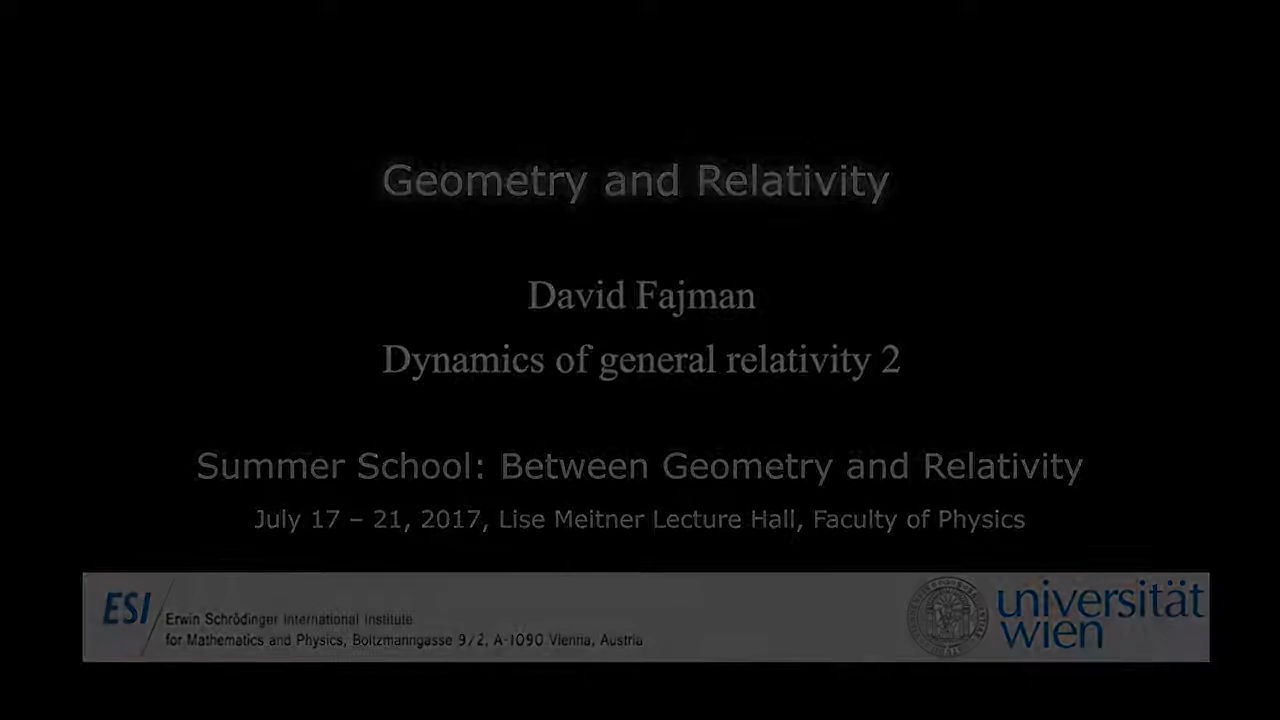 Geometry and Relativity
David Fajman
Dynamics of general relativity 2
Summer School: Between Geometry and Relativity
July 17 – 21, 2017, Lise Meitner Lecture Hall, Faculty of Physics
ESI
Erwin Schrödinger International Institute
for Mathematics and Physics, Boltzmanngasse 9/2, A-1090 Vienna, Austria
universität
wien